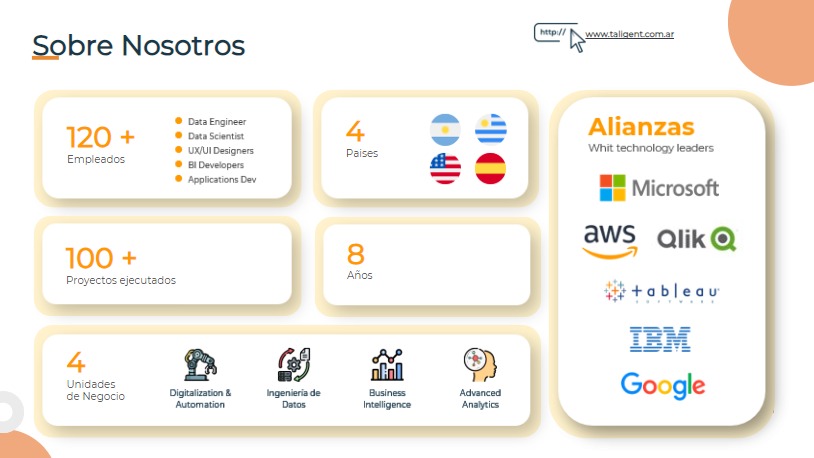 Sobre Nosotros
http://
www.taligent.com.ar
120 +
Empleados
Data Engineer
Data Scientist
UX/UI Designers
BI Developers
Applications Dev
4
Paises
Alianzas
Whit technology leaders
Microsoft
aws
Qlik
tableau
SOFTWARE
IBM
Google
100 +
Proyectos ejecutados
8
Años
4
Unidades
de Negocio
Digitalization &
Automation
Ingeniería de
Datos
Business
Intelligence
Advanced
Analytics